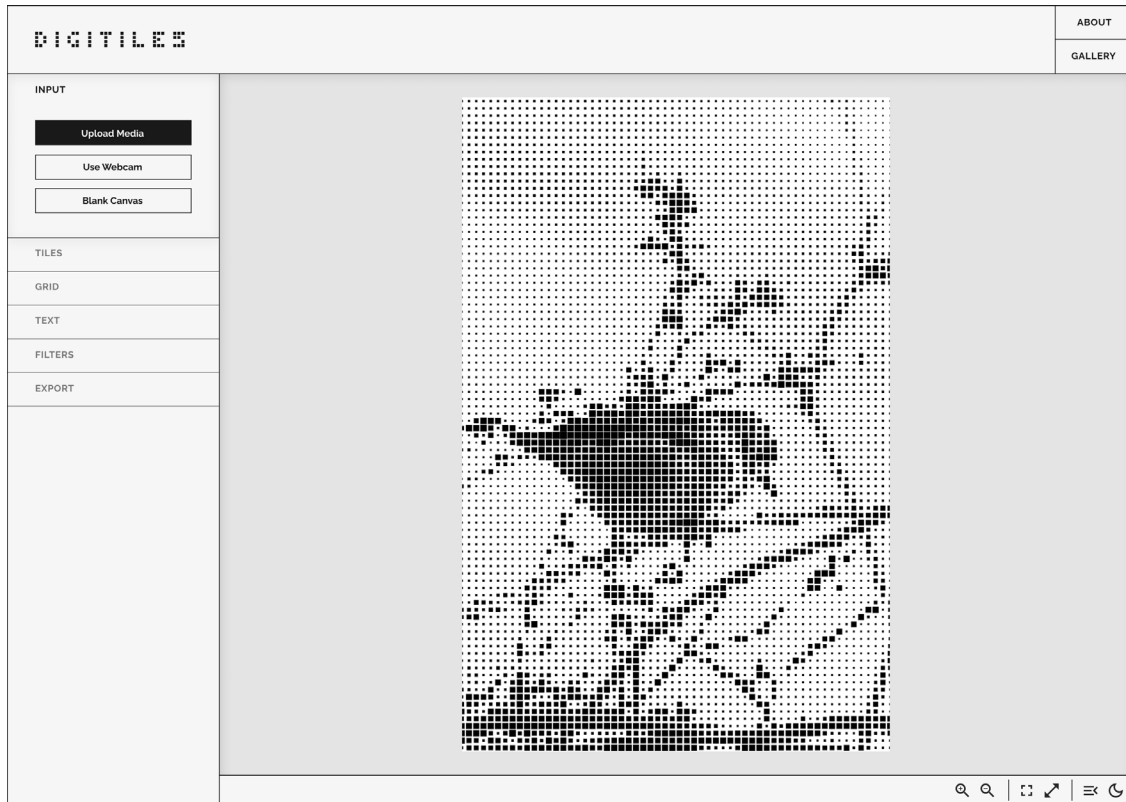 DIGITILES
ABOUT
GALLERY
INPUT
Upload Media
Use Webcam
Blank Canvas
TILES
GRID
TEXT
FILTERS
EXPORT